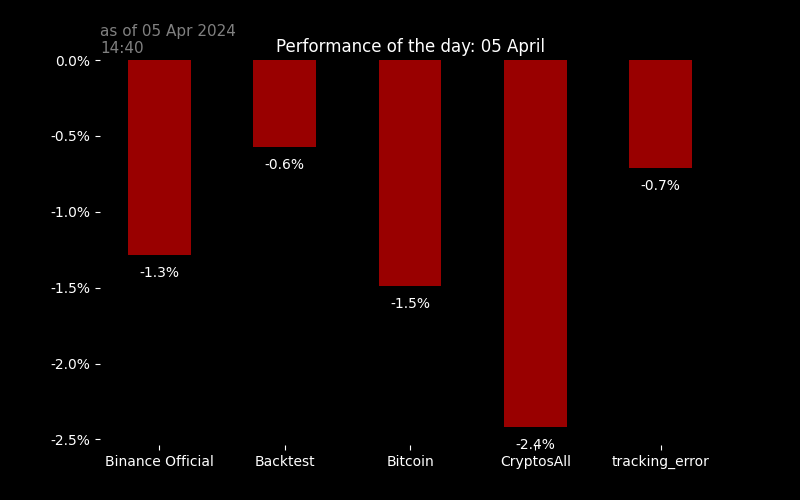 as of 05 Apr 2024
14:40
Performance of the day: 05 April
0.0%
-0.5%
-1.0%
-1.5%
-2.0%
-2.5%
-1.3%
-0.6%
-1.5%
-2.4%
-0.7%
Binance Official
Backtest
Bitcoin
CryptosAll
tracking_error